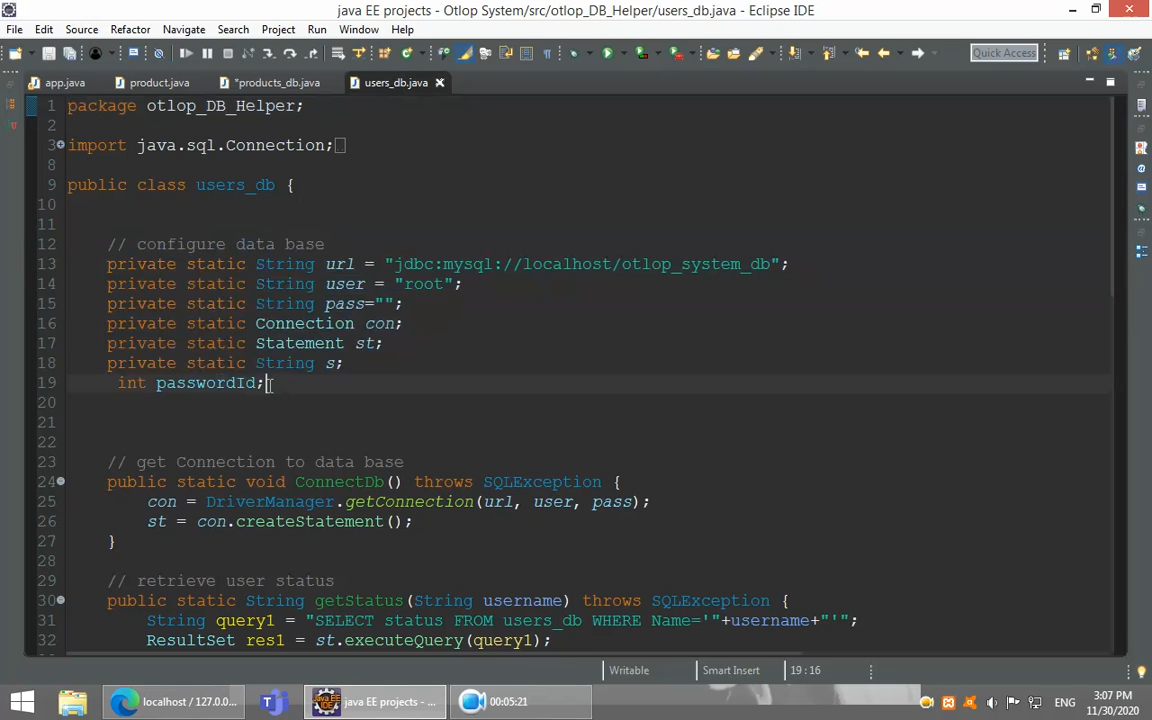 java EE projects - Otlop System/src/otlop_DB_Helper/users_db.java - Eclipse IDE
File Edit Source Refactor Navigate Search Project Run Window Help
Quick Access
app.java product.java *products_db.java users_db.java
1 package otlop_DB_Helper;
2
3 import java.sql.Connection;
8
9 public class users_db {
10
11
12 // configure data base
13 private static String url = "jdbc:mysql://localhost/otlop_system_db";
14 private static String user = "root";
15 private static String pass="";
16 private static Connection con;
17 private static Statement st;
18 private static String s;
19 int passwordId;
20
21
22
23 // get Connection to data base
24 public static void ConnectDb() throws SQLException {
25 con = DriverManager.getConnection(url, user, pass);
26 st = con.createStatement();
27 }
28
29 // retrieve user status
30 public static String getStatus(String username) throws SQLException {
31 String query1 = "SELECT status FROM users_db WHERE Name='"+username+"'";
32 ResultSet res1 = st.executeQuery(query1);
Writable Smart Insert 19 : 16
localhost / 127.0.0... java EE projects - ... 00:05:21 ENG 3:07 PM
11/30/2020